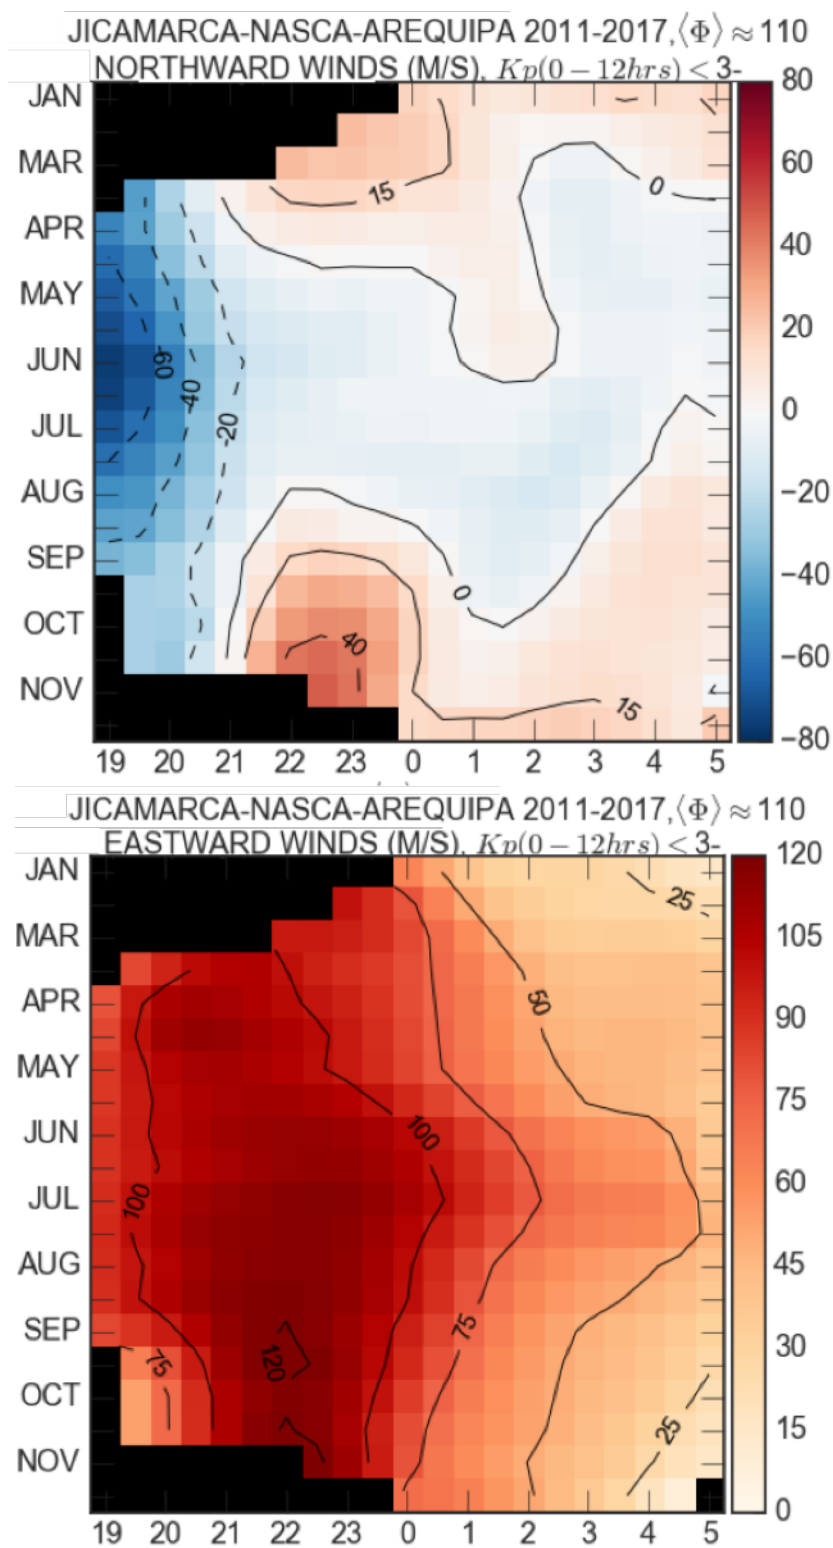 JICAMARCA-NASCA-AREQUIPA 2011-2017,⟨Φ⟩ ≈ 110
NORTHWARD WINDS (M/S), Kp(0 − 12hrs) < 3-
JAN
MAR
APR
MAY
JUN
JUL
AUG
SEP
OCT
NOV
15
0
60
-40
-20
0
40
15
80
60
40
20
0
−20
−40
−60
−80
19 20 21 22 23 0 1 2 3 4 5
JICAMARCA-NASCA-AREQUIPA 2011-2017,⟨Φ⟩ ≈ 110
EASTWARD WINDS (M/S), Kp(0 − 12hrs) < 3-
JAN
MAR
APR
MAY
JUN
JUL
AUG
SEP
OCT
NOV
25
50
100
100
75
120
75
25
120
105
90
75
60
45
30
15
0
19 20 21 22 23 0 1 2 3 4 5